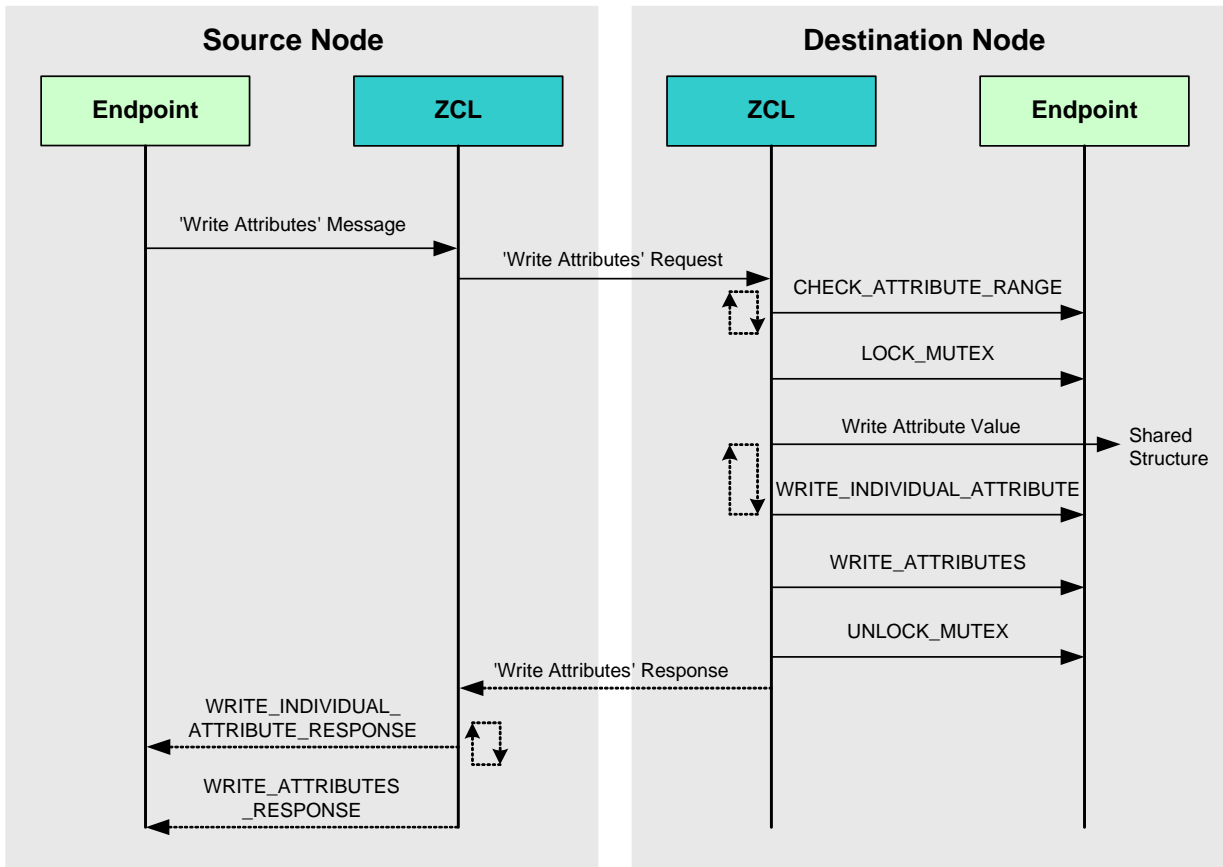 Source Node
Destination Node
Endpoint
ZCL
ZCL
Endpoint
'Write Attributes' Message
'Write Attributes' Request
CHECK_ATTRIBUTE_RANGE
LOCK_MUTEX
Write Attribute Value
Shared
Structure
WRITE_INDIVIDUAL_ATTRIBUTE
WRITE_ATTRIBUTES
UNLOCK_MUTEX
'Write Attributes' Response
WRITE_INDIVIDUAL_
ATTRIBUTE_RESPONSE
WRITE_ATTRIBUTES
_RESPONSE